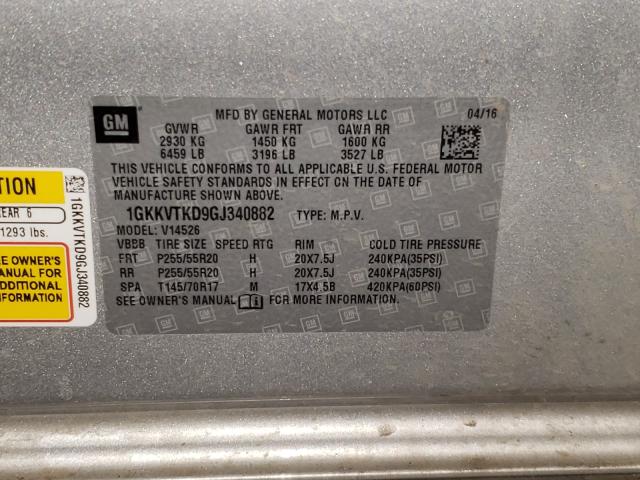 GM
MFD BY GENERAL MOTORS LLC 04/16
GVWR GAWR FRT GAWR RR
2930 KG 1450 KG 1600 KG
6459 LB 3196 LB 3527 LB
THIS VEHICLE CONFORMS TO ALL APPLICABLE U.S. FEDERAL MOTOR
VEHICLE SAFETY STANDARDS IN EFFECT ON THE DATE OF
MANUFACTURE SHOWN ABOVE.
1GKKVTKD9GJ340882 TYPE: M.P.V.
MODEL: V14526
VBBB TIRE SIZE SPEED RTG RIM COLD TIRE PRESSURE
FRT P255/55R20 H 20X7.5J 240KPA(35PSI)
RR P255/55R20 H 20X7.5J 240KPA(35PSI)
SPA T145/70R17 M 17X4.5B 420KPA(60PSI)
SEE OWNER'S MANUAL FOR MORE INFORMATION.
TION
EAR 6
1293 lbs.
EE OWNER'S
MANUAL FOR
ADDITIONAL
FORMATION
1GKKVTKD9GJ340882